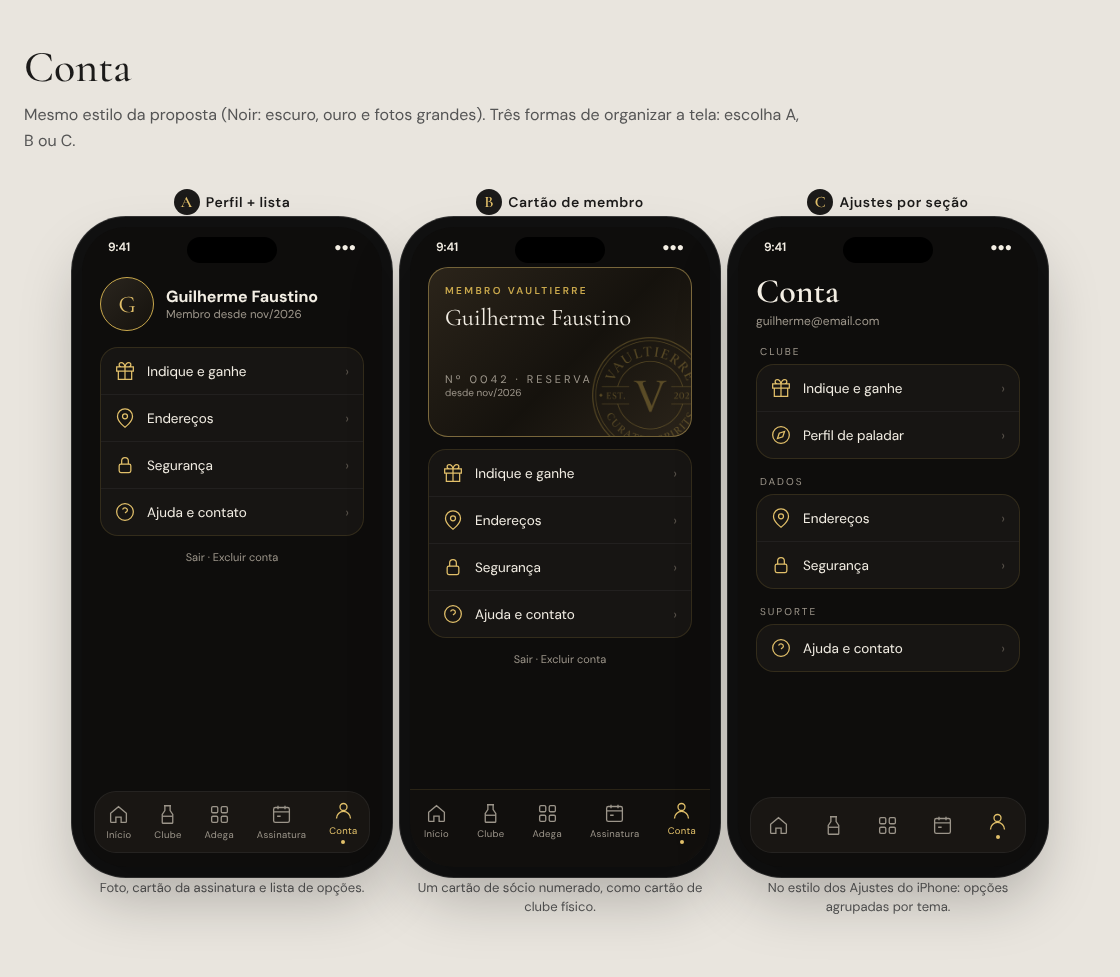 Conta
Mesmo estilo da proposta (Noir: escuro, ouro e fotos grandes). Três formas de organizar a tela: escolha A,
B ou C.
A Perfil + lista
9:41
G
Guilherme Faustino
Membro desde nov/2026
Indique e ganhe
Endereços
Segurança
Ajuda e contato
Sair · Excluir conta
Início
Clube
Adega
Assinatura
Conta
Foto, cartão da assinatura e lista de opções.
B Cartão de membro
9:41
MEMBRO VAULTIERRE
Guilherme Faustino
Nº 0042 · RESERVA
desde nov/2026
VAULTIERRE
EST.
V
202
Indique e ganhe
Endereços
Segurança
Ajuda e contato
Sair · Excluir conta
Início
Clube
Adega
Assinatura
Conta
Um cartão de sócio numerado, como cartão de
clube físico.
C Ajustes por seção
9:41
Conta
guilherme@email.com
CLUBE
Indique e ganhe
Perfil de paladar
DADOS
Endereços
Segurança
SUPORTE
Ajuda e contato
No estilo dos Ajustes do iPhone: opções
agrupadas por tema.